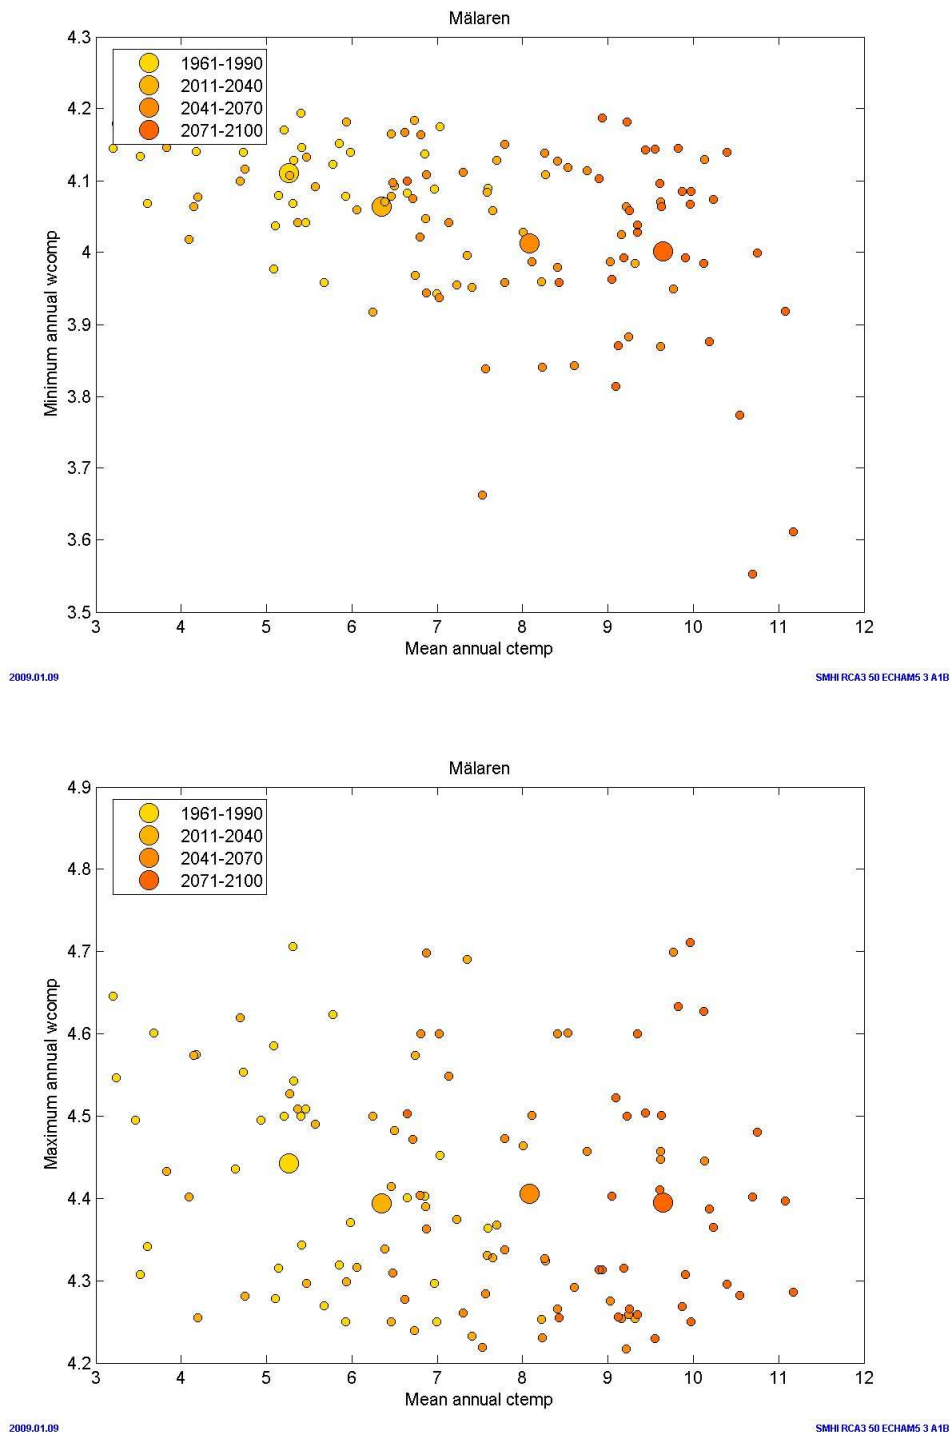 Mälaren
4.3
1961-1990
2011-2040
2041-2070
2071-2100
4.2
4.1
4
3.9
3.8
3.7
3.6
3.5
Minimum annual wcomp
3 4 5 6 7 8 9 10 11 12
Mean annual ctemp
2009.01.09 SMHI RCA3 50 ECHAM5 3 A1B
Mälaren
4.9
1961-1990
2011-2040
2041-2070
2071-2100
4.8
4.7
4.6
4.5
4.4
4.3
4.2
Maximum annual wcomp
3 4 5 6 7 8 9 10 11 12
Mean annual ctemp
2009.01.09 SMHI RCA3 50 ECHAM5 3 A1B